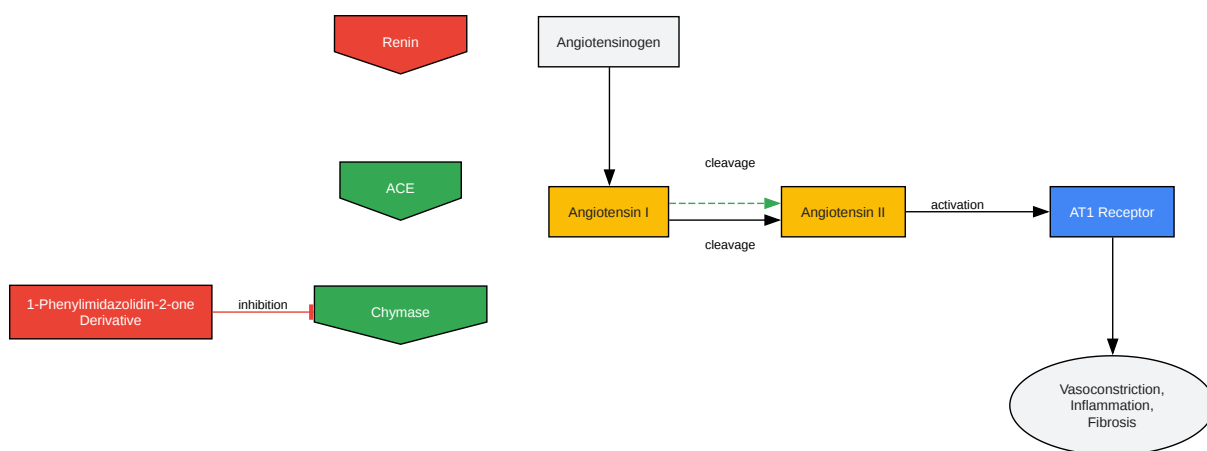 Renin
Angiotensinogen
cleavage
ACE
Angiotensin I
Angiotensin II
activation
AT1 Receptor
cleavage
1-Phenylimidazolidin-2-one
Derivative
inhibition
Chymase
Vasoconstriction,
Inflammation,
Fibrosis